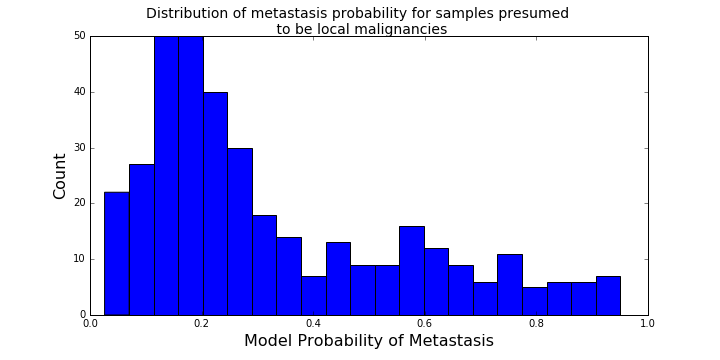 Distribution of metastasis probability for samples presumed
to be local malignancies
50
40
30
20
10
0
Count
0.0 0.2 0.4 0.6 0.8 1.0
Model Probability of Metastasis